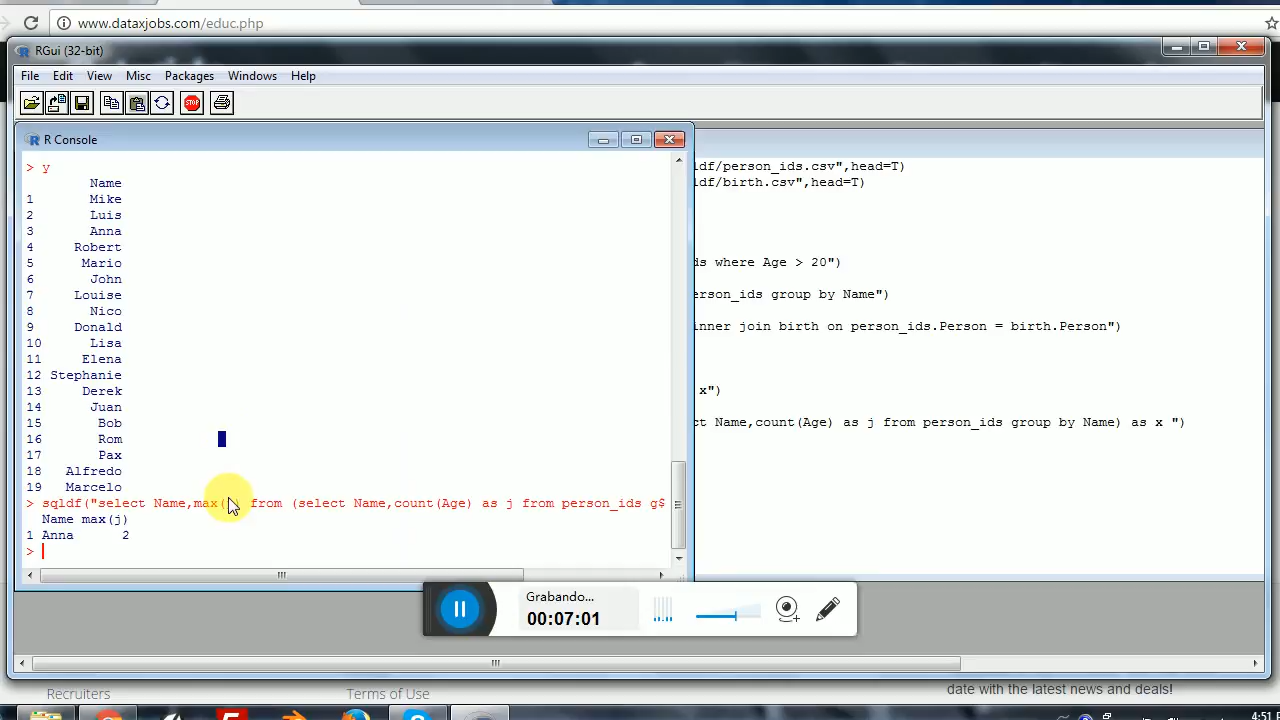 www.dataxjobs.com/educ.php
RGui (32-bit)
File Edit View Misc Packages Windows Help
STOP
R Console
> y
Name
1 Mike
2 Luis
3 Anna
4 Robert
5 Mario
6 John
7 Louise
8 Nico
9 Donald
10 Lisa
11 Elena
12 Stephanie
13 Derek
14 Juan
15 Bob
16 Rom
17 Pax
18 Alfredo
19 Marcelo
> sqldf("select Name,max( from (select Name,count(Age) as j from person_ids g$
Name max(j)
1 Anna 2
>
ldf/person_ids.csv",head=T)
ldf/birth.csv",head=T)
ds where Age > 20")
erson_ids group by Name")
nner join birth on person_ids.Person = birth.Person")
x")
ct Name,count(Age) as j from person_ids group by Name) as x ")
Grabando...
00:07:01
Recruiters
Terms of Use
date with the latest news and deals!
4:51